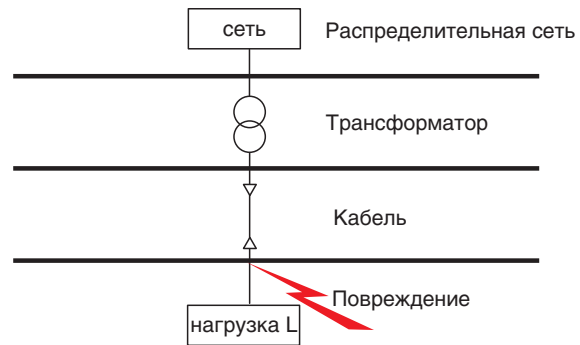 сеть
Распределительная сеть
Трансформатор
Кабель
Повреждение
нагрузка L